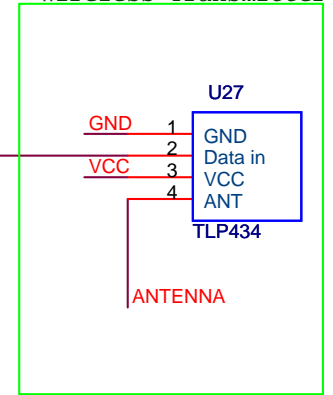 U27
GND 1 GND
2 Data in
VCC 3 VCC
4 ANT
TLP434
ANTENNA